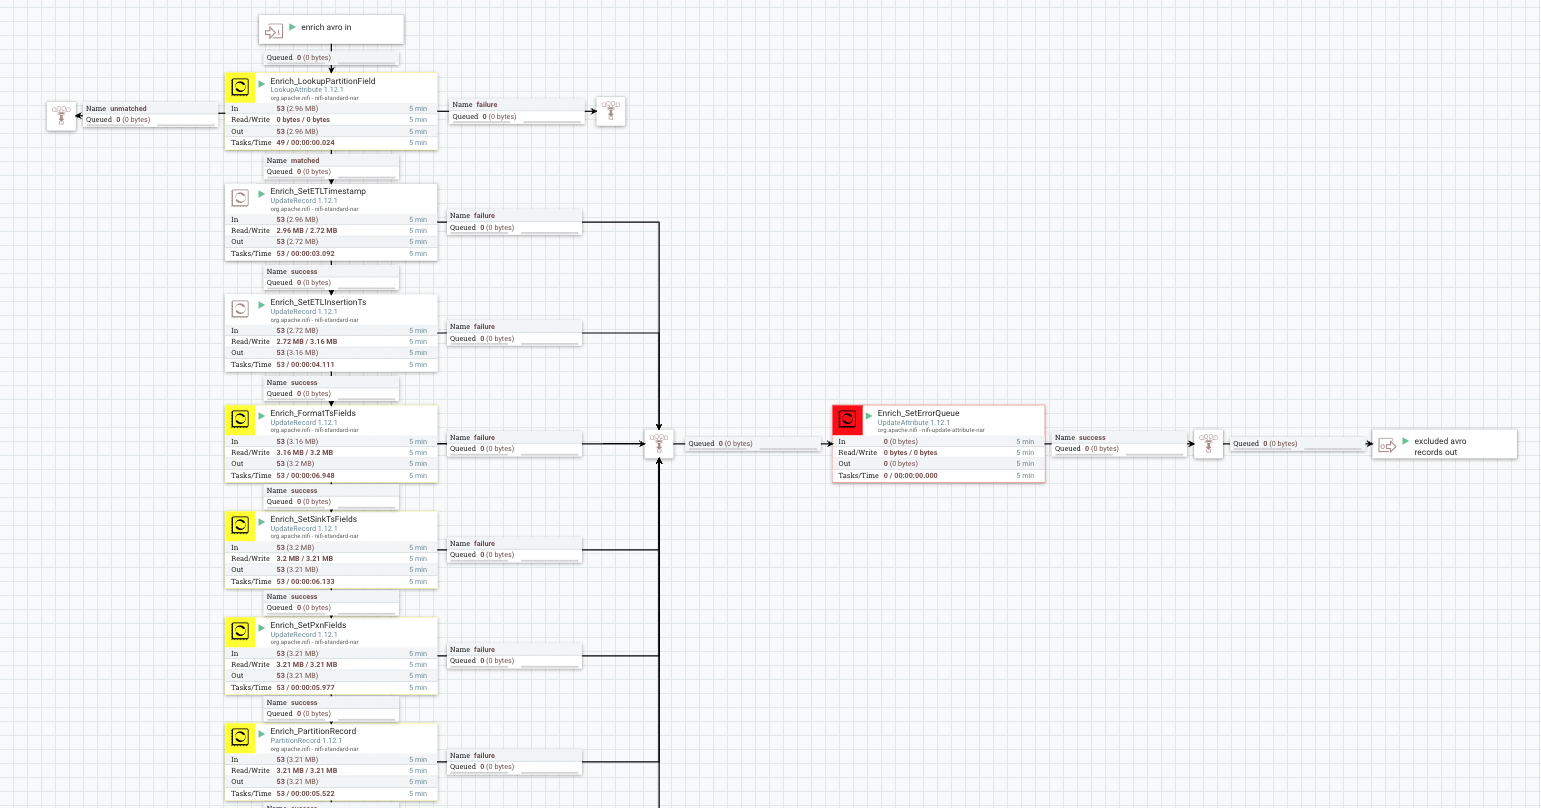 enrich avro in
Queued 0 (0 bytes)
Enrich_LookupPartitionField
LookupAttribute 1.12.1
org.apache.nifi - nifi-standard-nar
In 53 (2.96 MB) 5 min
Read/Write 0 bytes / 0 bytes 5 min
Out 53 (2.96 MB) 5 min
Tasks/Time 49 / 00:00:00.024 5 min
Name unmatched
Queued 0 (0 bytes)
Name failure
Queued 0 (0 bytes)
Name matched
Queued 0 (0 bytes)
Enrich_SetETLTimestamp
UpdateRecord 1.12.1
org.apache.nifi - nifi-standard-nar
In 53 (2.96 MB) 5 min
Read/Write 2.96 MB / 2.72 MB 5 min
Out 53 (2.72 MB) 5 min
Tasks/Time 53 / 00:00:03.092 5 min
Name failure
Queued 0 (0 bytes)
Name success
Queued 0 (0 bytes)
Enrich_SetETLInsertionTs
UpdateRecord 1.12.1
org.apache.nifi - nifi-standard-nar
In 53 (2.72 MB) 5 min
Read/Write 2.72 MB / 3.16 MB 5 min
Out 53 (3.16 MB) 5 min
Tasks/Time 53 / 00:00:04.111 5 min
Name failure
Queued 0 (0 bytes)
Name success
Queued 0 (0 bytes)
Enrich_FormatTsFields
UpdateRecord 1.12.1
org.apache.nifi - nifi-standard-nar
In 53 (3.16 MB) 5 min
Read/Write 3.16 MB / 3.2 MB 5 min
Out 53 (3.2 MB) 5 min
Tasks/Time 53 / 00:00:06.948 5 min
Name failure
Queued 0 (0 bytes)
Queued 0 (0 bytes)
Enrich_SetErrorQueue
UpdateAttribute 1.12.1
org.apache.nifi - nifi-update-attribute-nar
In 0 (0 bytes) 5 min
Read/Write 0 bytes / 0 bytes 5 min
Out 0 (0 bytes) 5 min
Tasks/Time 0 / 00:00:00.000 5 min
Name success
Queued 0 (0 bytes)
Queued 0 (0 bytes)
excluded avro
records out
Name success
Queued 0 (0 bytes)
Enrich_SetSinkTsFields
UpdateRecord 1.12.1
org.apache.nifi - nifi-standard-nar
In 53 (3.2 MB) 5 min
Read/Write 3.2 MB / 3.21 MB 5 min
Out 53 (3.21 MB) 5 min
Tasks/Time 53 / 00:00:06.133 5 min
Name failure
Queued 0 (0 bytes)
Name success
Queued 0 (0 bytes)
Enrich_SetPxnFields
UpdateRecord 1.12.1
org.apache.nifi - nifi-standard-nar
In 53 (3.21 MB) 5 min
Read/Write 3.21 MB / 3.21 MB 5 min
Out 53 (3.21 MB) 5 min
Tasks/Time 53 / 00:00:05.977 5 min
Name failure
Queued 0 (0 bytes)
Name success
Queued 0 (0 bytes)
Enrich_PartitionRecord
PartitionRecord 1.12.1
org.apache.nifi - nifi-standard-nar
In 53 (3.21 MB) 5 min
Read/Write 3.21 MB / 3.21 MB 5 min
Out 53 (3.21 MB) 5 min
Tasks/Time 53 / 00:00:05.522 5 min
Name failure
Queued 0 (0 bytes)